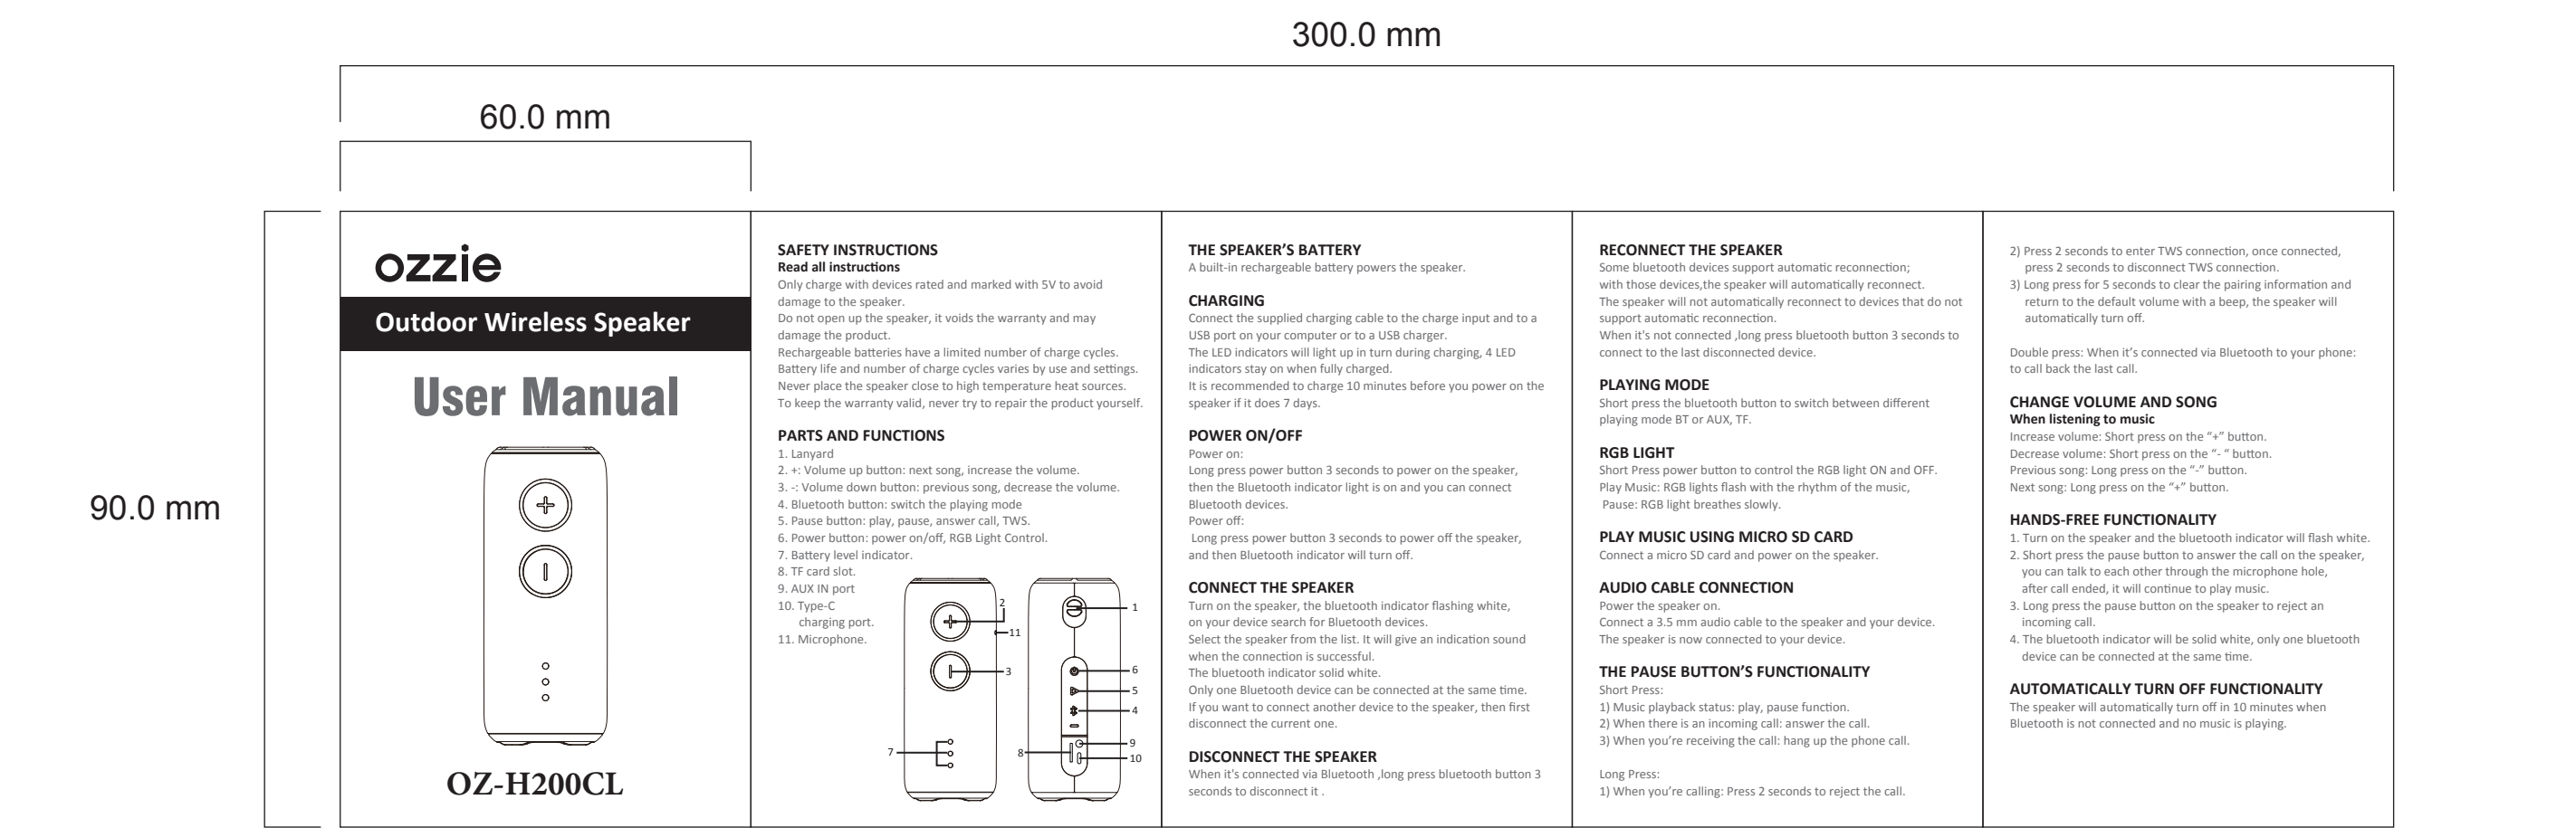 300.0 mm
60.0 mm
90.0 mm
ozzie
Outdoor Wireless Speaker
User Manual
OZ-H200CL
SAFETY INSTRUCTIONS
Read all instructions
Only charge with devices rated and marked with 5V to avoid
damage to the speaker.
Do not open up the speaker, it voids the warranty and may
damage the product.
Rechargeable batteries have a limited number of charge cycles.
Battery life and number of charge cycles varies by use and settings.
Never place the speaker close to high temperature heat sources.
To keep the warranty valid, never try to repair the product yourself.
PARTS AND FUNCTIONS
1. Lanyard
2. +: Volume up button: next song, increase the volume.
3. -: Volume down button: previous song, decrease the volume.
4. Bluetooth button: switch the playing mode
5. Pause button: play, pause, answer call, TWS.
6. Power button: power on/off, RGB Light Control.
7. Battery level indicator.
8. TF card slot.
9. AUX IN port
10. Type-C
charging port.
11. Microphone.
2
11
3
7
1
6
5
4
9
8
10
THE SPEAKER’S BATTERY
A built-in rechargeable battery powers the speaker.
CHARGING
Connect the supplied charging cable to the charge input and to a
USB port on your computer or to a USB charger.
The LED indicators will light up in turn during charging, 4 LED
indicators stay on when fully charged.
It is recommended to charge 10 minutes before you power on the
speaker if it does 7 days.
POWER ON/OFF
Power on:
Long press power button 3 seconds to power on the speaker,
then the Bluetooth indicator light is on and you can connect
Bluetooth devices.
Power off:
Long press power button 3 seconds to power off the speaker,
and then Bluetooth indicator will turn off.
CONNECT THE SPEAKER
Turn on the speaker, the bluetooth indicator flashing white,
on your device search for Bluetooth devices.
Select the speaker from the list. It will give an indication sound
when the connection is successful.
The bluetooth indicator solid white.
Only one Bluetooth device can be connected at the same time.
If you want to connect another device to the speaker, then first
disconnect the current one.
DISCONNECT THE SPEAKER
When it's connected via Bluetooth ,long press bluetooth button 3
seconds to disconnect it .
RECONNECT THE SPEAKER
Some bluetooth devices support automatic reconnection;
with those devices,the speaker will automatically reconnect.
The speaker will not automatically reconnect to devices that do not
support automatic reconnection.
When it's not connected ,long press bluetooth button 3 seconds to
connect to the last disconnected device.
PLAYING MODE
Short press the bluetooth button to switch between different
playing mode BT or AUX, TF.
RGB LIGHT
Short Press power button to control the RGB light ON and OFF.
Play Music: RGB lights flash with the rhythm of the music,
Pause: RGB light breathes slowly.
PLAY MUSIC USING MICRO SD CARD
Connect a micro SD card and power on the speaker.
AUDIO CABLE CONNECTION
Power the speaker on.
Connect a 3.5 mm audio cable to the speaker and your device.
The speaker is now connected to your device.
THE PAUSE BUTTON’S FUNCTIONALITY
Short Press:
1) Music playback status: play, pause function.
2) When there is an incoming call: answer the call.
3) When you’re receiving the call: hang up the phone call.
Long Press:
1) When you’re calling: Press 2 seconds to reject the call.
2) Press 2 seconds to enter TWS connection, once connected,
press 2 seconds to disconnect TWS connection.
3) Long press for 5 seconds to clear the pairing information and
return to the default volume with a beep, the speaker will
automatically turn off.
Double press: When it’s connected via Bluetooth to your phone:
to call back the last call.
CHANGE VOLUME AND SONG
When listening to music
Increase volume: Short press on the “+” button.
Decrease volume: Short press on the “- “ button.
Previous song: Long press on the “-” button.
Next song: Long press on the “+” button.
HANDS-FREE FUNCTIONALITY
1. Turn on the speaker and the bluetooth indicator will flash white.
2. Short press the pause button to answer the call on the speaker,
you can talk to each other through the microphone hole,
after call ended, it will continue to play music.
3. Long press the pause button on the speaker to reject an
incoming call.
4. The bluetooth indicator will be solid white, only one bluetooth
device can be connected at the same time.
AUTOMATICALLY TURN OFF FUNCTIONALITY
The speaker will automatically turn off in 10 minutes when
Bluetooth is not connected and no music is playing.